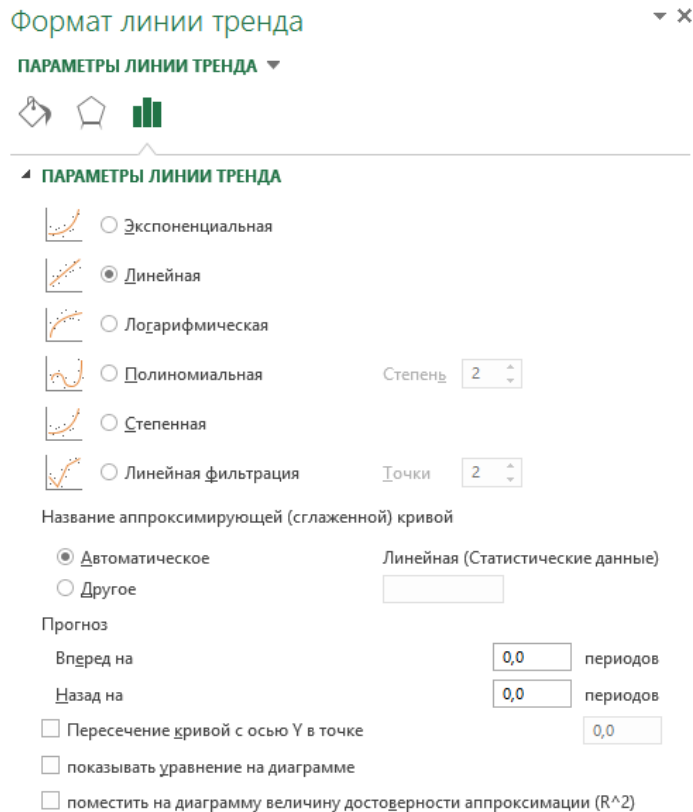 Формат линии тренда
ПАРАМЕТРЫ ЛИНИИ ТРЕНДА
ПАРАМЕТРЫ ЛИНИИ ТРЕНДА
Экспоненциальная
Линейная
Логарифмическая
Полиномиальная Степень 2
Степенная
Линейная фильтрация Точки 2
Название аппроксимирующей (сглаженной) кривой
Автоматическое Линейная (Статистические данные)
Другое
Прогноз
Вперед на 0,0 периодов
Назад на 0,0 периодов
Пересечение кривой с осью Y в точке 0,0
показывать уравнение на диаграмме
поместить на диаграмму величину достоверности аппроксимации (R^2)